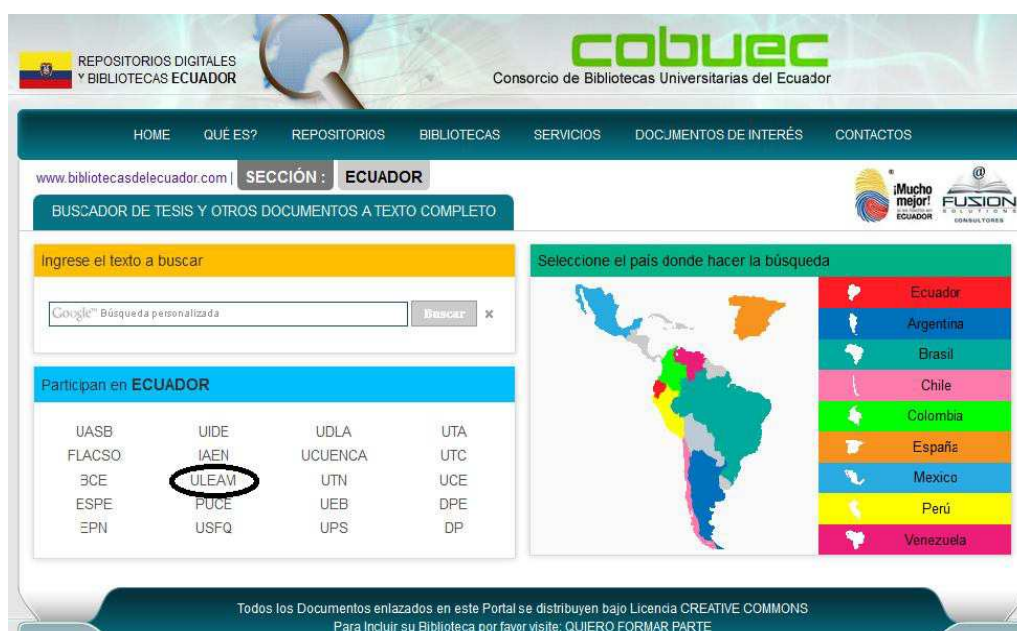 REPOSITORIOS DIGITALES
Y BIBLIOTECAS ECUADOR
cobuec
Consorcio de Bibliotecas Universitarias del Ecuador
HOME QUÉ ES? REPOSITORIOS BIBLIOTECAS SERVICIOS DOCUMENTOS DE INTERÉS CONTACTOS
www.bibliotecasdelecuador.com | SECCIÓN : ECUADOR
BUSCADOR DE TESIS Y OTROS DOCUMENTOS A TEXTO COMPLETO
¡Mucho
mejor!
ECUADOR
@
FUSION
SOLUTIONS
CONSULTORES
Ingrese el texto a buscar
Google™ Búsqueda personalizada
Buscar x
Participan en ECUADOR
UASB UIDE UDLA UTA
FLACSO IAEN UCUENCA UTC
BCE ULEAM UTN UCE
ESPE PUCE UEB DPE
EPN USFQ UPS DP
Seleccione el país donde hacer la búsqueda
Ecuador
Argentina
Brasil
Chile
Colombia
España
Mexico
Perú
Venezuela
Todos los Documentos enlazados en este Portal se distribuyen bajo Licencia CREATIVE COMMONS
Para Incluir su Biblioteca por favor visite: QUIERO FORMAR PARTE